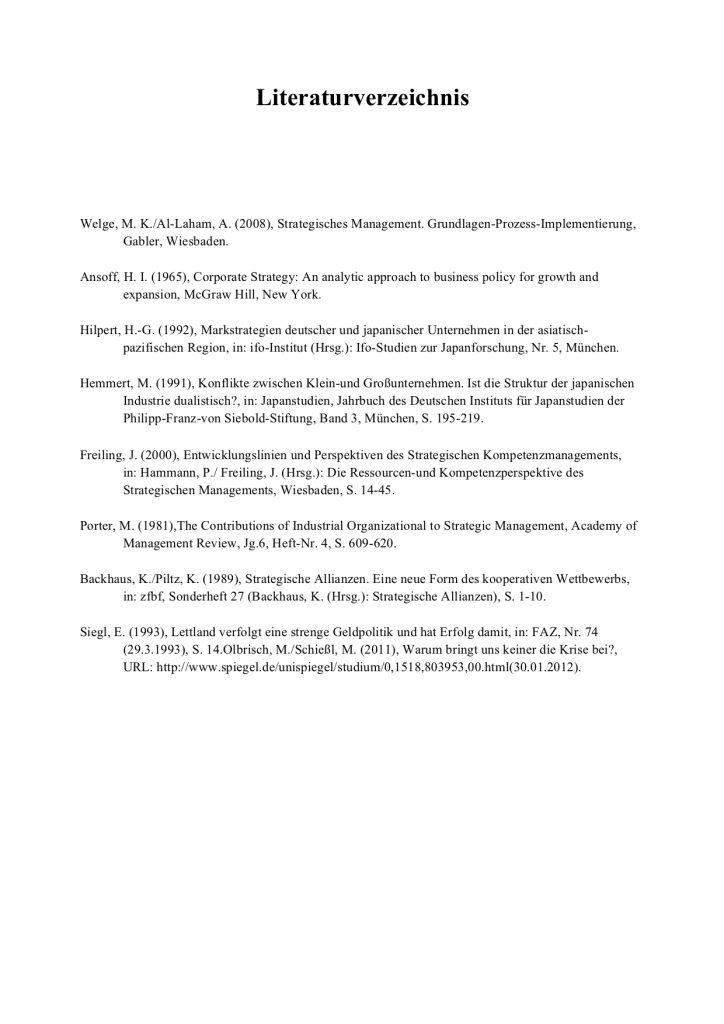 Literaturverzeichnis
Welge, M. K./Al-Laham, A. (2008), Strategisches Management. Grundlagen-Prozess-Implementierung,
Gabler, Wiesbaden.
Ansoff, H. I. (1965), Corporate Strategy: An analytic approach to business policy for growth and
expansion, McGraw Hill, New York.
Hilpert, H.-G. (1992), Markstrategien deutscher und japanischer Unternehmen in der asiatisch-
pazifischen Region, in: ifo-Institut (Hrsg.): Ifo-Studien zur Japanforschung, Nr. 5, München.
Hemmert, M. (1991), Konflikte zwischen Klein-und Großunternehmen. Ist die Struktur der japanischen
Industrie dualistisch?, in: Japanstudien, Jahrbuch des Deutschen Instituts für Japanstudien der
Philipp-Franz-von Siebold-Stiftung, Band 3, München, S. 195-219.
Freiling, J. (2000), Entwicklungslinien und Perspektiven des Strategischen Kompetenzmanagements,
in: Hammann, P./ Freiling, J. (Hrsg.): Die Ressourcen-und Kompetenzperspektive des
Strategischen Managements, Wiesbaden, S. 14-45.
Porter, M. (1981),The Contributions of Industrial Organizational to Strategic Management, Academy of
Management Review, Jg.6, Heft-Nr. 4, S. 609-620.
Backhaus, K./Piltz, K. (1989), Strategische Allianzen. Eine neue Form des kooperativen Wettbewerbs,
in: zfbf, Sonderheft 27 (Backhaus, K. (Hrsg.): Strategische Allianzen), S. 1-10.
Siegl, E. (1993), Lettland verfolgt eine strenge Geldpolitik und hat Erfolg damit, in: FAZ, Nr. 74
(29.3.1993), S. 14.Olbrisch, M./Schießl, M. (2011), Warum bringt uns keiner die Krise bei?,
URL: http://www.spiegel.de/unispiegel/studium/0,1518,803953,00.html(30.01.2012).